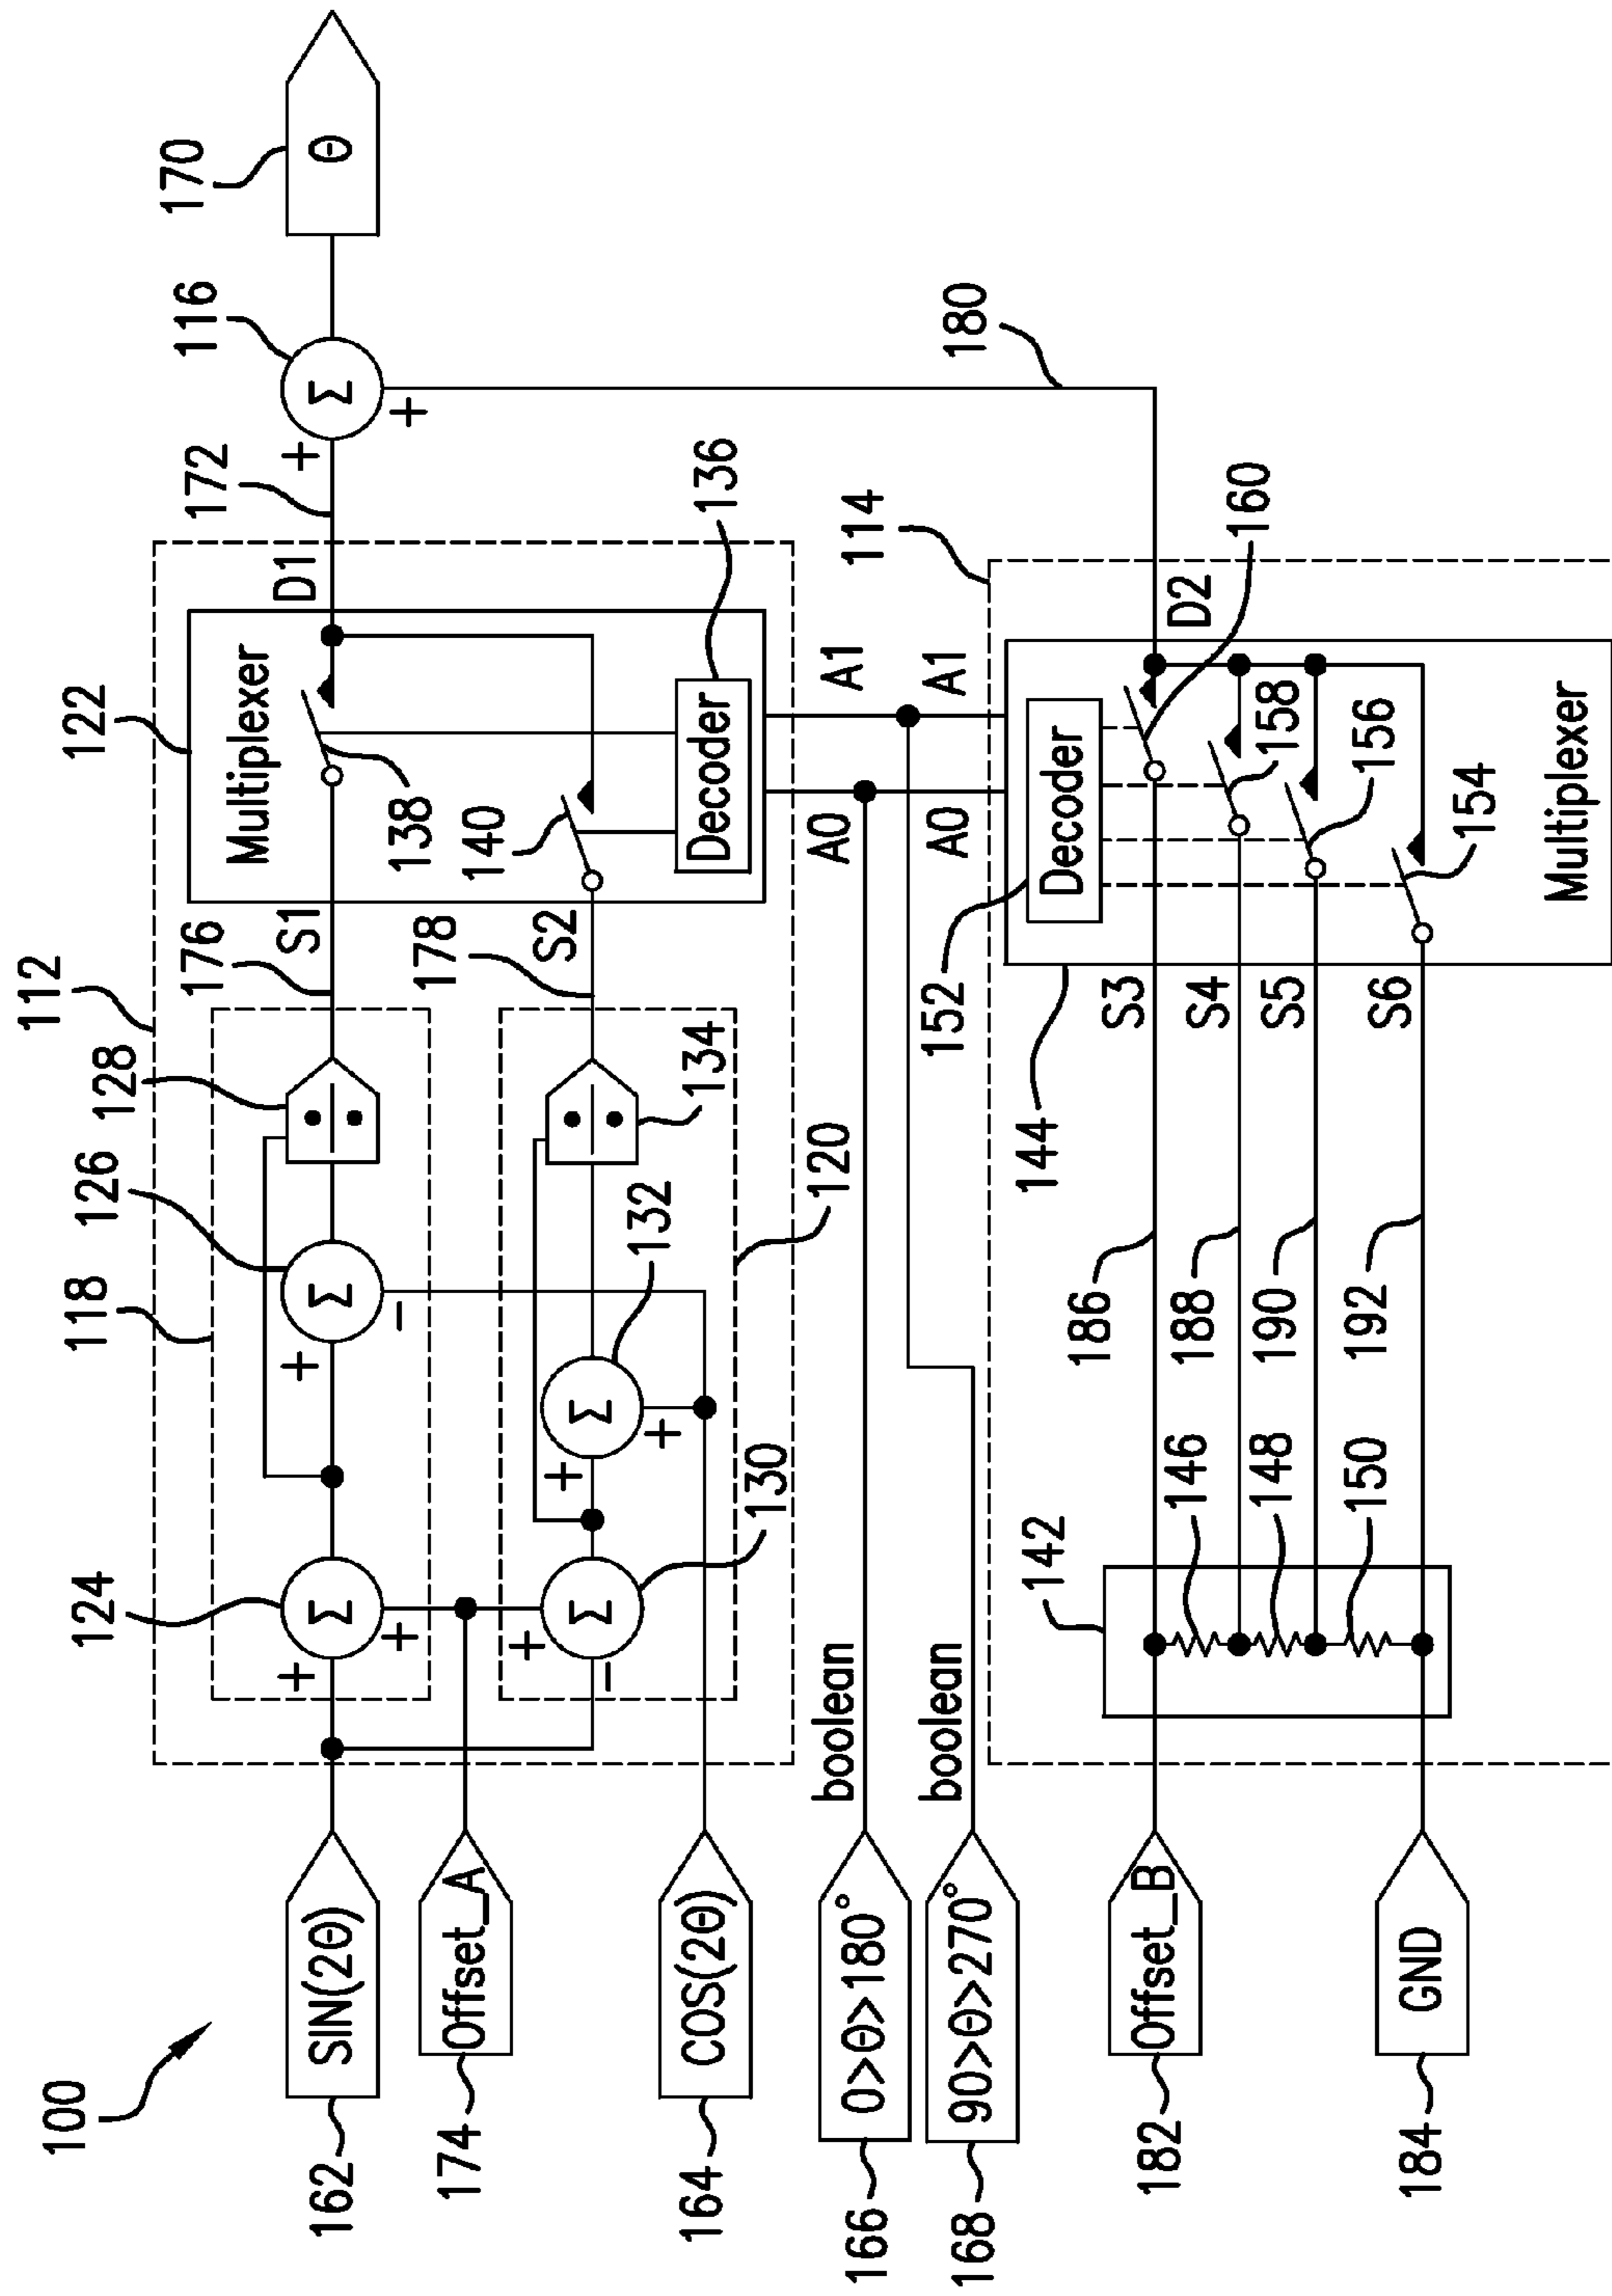 100
162
SIN(2Θ)
174
Offset_A
164
COS(2Θ)
166
0>Θ>180°
boolean
168
90>Θ>270°
boolean
182
Offset_B
184
GND
112
118
124
Σ
+
+
126
Σ
+
−
128
176
S1
120
130
Σ
+
−
132
Σ
+
+
134
178
S2
122
Multiplexer
138
140
136
Decoder
D1
172
116
Σ
+
+
170
Θ
180
A0
A1
A0
A1
114
142
146
148
150
186
188
190
192
144
S3
S4
S5
S6
152
Decoder
160
158
156
154
D2
Multiplexer